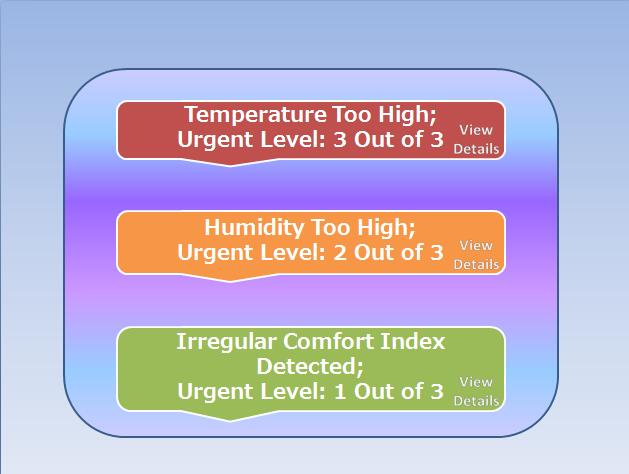 Temperature Too High;
Urgent Level: 3 Out of 3
View
Details
Humidity Too High;
Urgent Level: 2 Out of 3
View
Details
Irregular Comfort Index
Detected;
Urgent Level: 1 Out of 3
View
Details